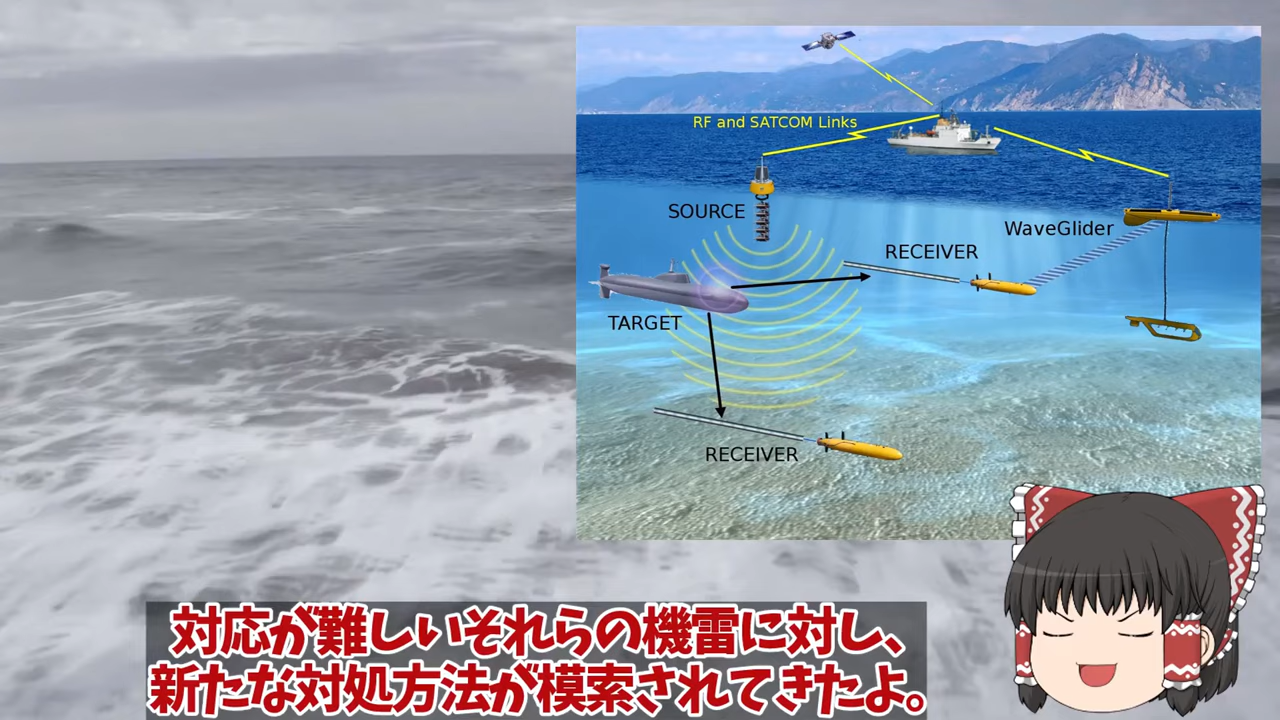 RF and SATCOM Links
SOURCE
WaveGlider
RECEIVER
TARGET
RECEIVER
対応が難しいそれらの機雷に対し、
新たな対処方法が模索されてきたよ。